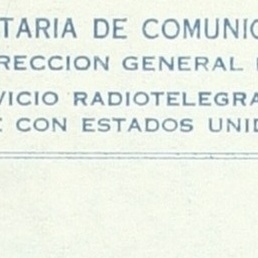 TARIA DE COMUNIC
RECCION GENERAL
VICIO RADIOTELEGRA
CON ESTADOS UNID